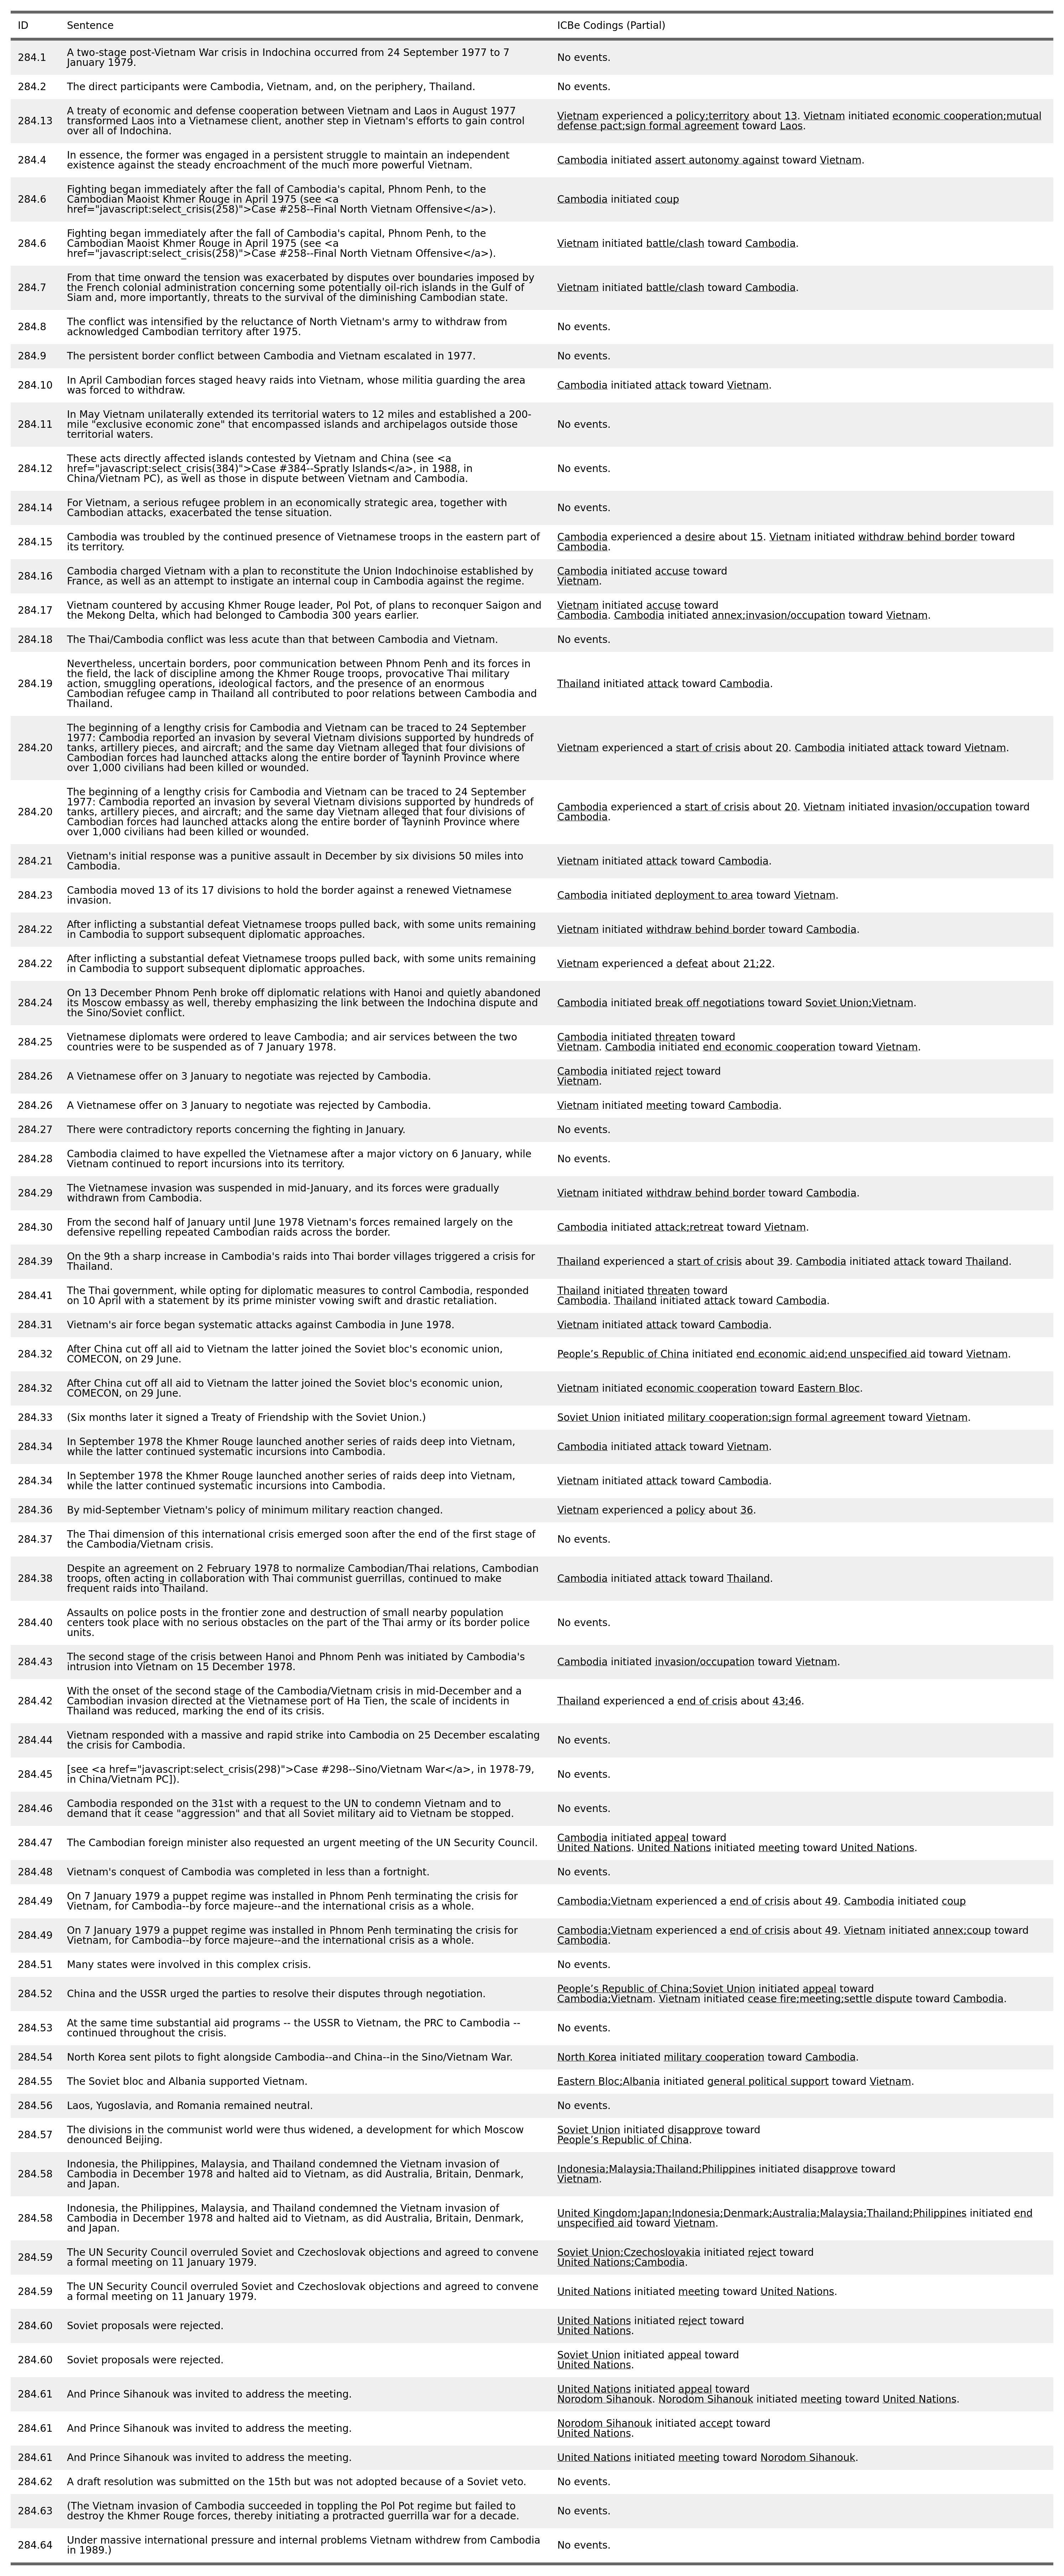 ID Sentence ICBe Codings (Partial)
284.1 A two-stage post-Vietnam War crisis in Indochina occurred from 24 September 1977 to 7
January 1979. No events.
284.2 The direct participants were Cambodia, Vietnam, and, on the periphery, Thailand. No events.
284.13 A treaty of economic and defense cooperation between Vietnam and Laos in August 1977
transformed Laos into a Vietnamese client, another step in Vietnam's efforts to gain control
over all of Indochina.
Vietnam experienced a policy;territory about 13. Vietnam initiated economic cooperation;mutual
defense pact;sign formal agreement toward Laos.
284.4 In essence, the former was engaged in a persistent struggle to maintain an independent
existence against the steady encroachment of the much more powerful Vietnam.
Cambodia initiated assert autonomy against toward Vietnam.
284.6 Fighting began immediately after the fall of Cambodia's capital, Phnom Penh, to the
Cambodian Maoist Khmer Rouge in April 1975 (see <a
href="javascript:select_crisis(258)">Case #258--Final North Vietnam Offensive</a>).
Cambodia initiated coup
284.6 Fighting began immediately after the fall of Cambodia's capital, Phnom Penh, to the
Cambodian Maoist Khmer Rouge in April 1975 (see <a
href="javascript:select_crisis(258)">Case #258--Final North Vietnam Offensive</a>).
Vietnam initiated battle/clash toward Cambodia.
284.7 From that time onward the tension was exacerbated by disputes over boundaries imposed by
the French colonial administration concerning some potentially oil-rich islands in the Gulf of
Siam and, more importantly, threats to the survival of the diminishing Cambodian state.
Vietnam initiated battle/clash toward Cambodia.
284.8 The conflict was intensified by the reluctance of North Vietnam's army to withdraw from
acknowledged Cambodian territory after 1975.
No events.
284.9 The persistent border conflict between Cambodia and Vietnam escalated in 1977. No events.
284.10 In April Cambodian forces staged heavy raids into Vietnam, whose militia guarding the area
was forced to withdraw.
Cambodia initiated attack toward Vietnam.
284.11 In May Vietnam unilaterally extended its territorial waters to 12 miles and established a 200-
mile "exclusive economic zone" that encompassed islands and archipelagos outside those
territorial waters.
No events.
284.12 These acts directly affected islands contested by Vietnam and China (see <a
href="javascript:select_crisis(384)">Case #384--Spratly Islands</a>, in 1988, in
China/Vietnam PC), as well as those in dispute between Vietnam and Cambodia.
No events.
284.14 For Vietnam, a serious refugee problem in an economically strategic area, together with
Cambodian attacks, exacerbated the tense situation.
No events.
284.15 Cambodia was troubled by the continued presence of Vietnamese troops in the eastern part of
its territory.
Cambodia experienced a desire about 15. Vietnam initiated withdraw behind border toward
Cambodia.
284.16 Cambodia charged Vietnam with a plan to reconstitute the Union Indochinoise established by
France, as well as an attempt to instigate an internal coup in Cambodia against the regime.
Cambodia initiated accuse toward
Vietnam.
284.17 Vietnam countered by accusing Khmer Rouge leader, Pol Pot, of plans to reconquer Saigon and
the Mekong Delta, which had belonged to Cambodia 300 years earlier.
Vietnam initiated accuse toward
Cambodia. Cambodia initiated annex;invasion/occupation toward Vietnam.
284.18 The Thai/Cambodia conflict was less acute than that between Cambodia and Vietnam. No events.
284.19 Nevertheless, uncertain borders, poor communication between Phnom Penh and its forces in
the field, the lack of discipline among the Khmer Rouge troops, provocative Thai military
action, smuggling operations, ideological factors, and the presence of an enormous
Cambodian refugee camp in Thailand all contributed to poor relations between Cambodia and
Thailand.
Thailand initiated attack toward Cambodia.
284.20 The beginning of a lengthy crisis for Cambodia and Vietnam can be traced to 24 September
1977: Cambodia reported an invasion by several Vietnam divisions supported by hundreds of
tanks, artillery pieces, and aircraft; and the same day Vietnam alleged that four divisions of
Cambodian forces had launched attacks along the entire border of Tayninh Province where
over 1,000 civilians had been killed or wounded.
Vietnam experienced a start of crisis about 20. Cambodia initiated attack toward Vietnam.
284.20 The beginning of a lengthy crisis for Cambodia and Vietnam can be traced to 24 September
1977: Cambodia reported an invasion by several Vietnam divisions supported by hundreds of
tanks, artillery pieces, and aircraft; and the same day Vietnam alleged that four divisions of
Cambodian forces had launched attacks along the entire border of Tayninh Province where
over 1,000 civilians had been killed or wounded.
Cambodia experienced a start of crisis about 20. Vietnam initiated invasion/occupation toward
Cambodia.
284.21 Vietnam's initial response was a punitive assault in December by six divisions 50 miles into
Cambodia.
Vietnam initiated attack toward Cambodia.
284.23 Cambodia moved 13 of its 17 divisions to hold the border against a renewed Vietnamese
invasion.
Cambodia initiated deployment to area toward Vietnam.
284.22 After inflicting a substantial defeat Vietnamese troops pulled back, with some units remaining
in Cambodia to support subsequent diplomatic approaches.
Vietnam initiated withdraw behind border toward Cambodia.
284.22 After inflicting a substantial defeat Vietnamese troops pulled back, with some units remaining
in Cambodia to support subsequent diplomatic approaches.
Vietnam experienced a defeat about 21;22.
284.24 On 13 December Phnom Penh broke off diplomatic relations with Hanoi and quietly abandoned
its Moscow embassy as well, thereby emphasizing the link between the Indochina dispute and
the Sino/Soviet conflict.
Cambodia initiated break off negotiations toward Soviet Union;Vietnam.
284.25 Vietnamese diplomats were ordered to leave Cambodia; and air services between the two
countries were to be suspended as of 7 January 1978.
Cambodia initiated threaten toward
Vietnam. Cambodia initiated end economic cooperation toward Vietnam.
284.26 A Vietnamese offer on 3 January to negotiate was rejected by Cambodia.
Cambodia initiated reject toward
Vietnam.
284.26 A Vietnamese offer on 3 January to negotiate was rejected by Cambodia. Vietnam initiated meeting toward Cambodia.
284.27 There were contradictory reports concerning the fighting in January. No events.
284.28 Cambodia claimed to have expelled the Vietnamese after a major victory on 6 January, while
Vietnam continued to report incursions into its territory.
No events.
284.29 The Vietnamese invasion was suspended in mid-January, and its forces were gradually
withdrawn from Cambodia.
Vietnam initiated withdraw behind border toward Cambodia.
284.30 From the second half of January until June 1978 Vietnam's forces remained largely on the
defensive repelling repeated Cambodian raids across the border.
Cambodia initiated attack;retreat toward Vietnam.
284.39 On the 9th a sharp increase in Cambodia's raids into Thai border villages triggered a crisis for
Thailand.
Thailand experienced a start of crisis about 39. Cambodia initiated attack toward Thailand.
284.41 The Thai government, while opting for diplomatic measures to control Cambodia, responded
on 10 April with a statement by its prime minister vowing swift and drastic retaliation.
Thailand initiated threaten toward
Cambodia. Thailand initiated attack toward Cambodia.
284.31 Vietnam's air force began systematic attacks against Cambodia in June 1978. Vietnam initiated attack toward Cambodia.
284.32 After China cut off all aid to Vietnam the latter joined the Soviet bloc's economic union,
COMECON, on 29 June.
People’s Republic of China initiated end economic aid;end unspecified aid toward Vietnam.
284.32 After China cut off all aid to Vietnam the latter joined the Soviet bloc's economic union,
COMECON, on 29 June.
Vietnam initiated economic cooperation toward Eastern Bloc.
284.33 (Six months later it signed a Treaty of Friendship with the Soviet Union.) Soviet Union initiated military cooperation;sign formal agreement toward Vietnam.
284.34 In September 1978 the Khmer Rouge launched another series of raids deep into Vietnam,
while the latter continued systematic incursions into Cambodia.
Cambodia initiated attack toward Vietnam.
284.34 In September 1978 the Khmer Rouge launched another series of raids deep into Vietnam,
while the latter continued systematic incursions into Cambodia.
Vietnam initiated attack toward Cambodia.
284.36 By mid-September Vietnam's policy of minimum military reaction changed. Vietnam experienced a policy about 36.
284.37 The Thai dimension of this international crisis emerged soon after the end of the first stage of
the Cambodia/Vietnam crisis.
No events.
284.38 Despite an agreement on 2 February 1978 to normalize Cambodian/Thai relations, Cambodian
troops, often acting in collaboration with Thai communist guerrillas, continued to make
frequent raids into Thailand.
Cambodia initiated attack toward Thailand.
284.40 Assaults on police posts in the frontier zone and destruction of small nearby population
centers took place with no serious obstacles on the part of the Thai army or its border police
units.
No events.
284.43 The second stage of the crisis between Hanoi and Phnom Penh was initiated by Cambodia's
intrusion into Vietnam on 15 December 1978.
Cambodia initiated invasion/occupation toward Vietnam.
284.42 With the onset of the second stage of the Cambodia/Vietnam crisis in mid-December and a
Cambodian invasion directed at the Vietnamese port of Ha Tien, the scale of incidents in
Thailand was reduced, marking the end of its crisis.
Thailand experienced a end of crisis about 43;46.
284.44 Vietnam responded with a massive and rapid strike into Cambodia on 25 December escalating
the crisis for Cambodia.
No events.
284.45 [see <a href="javascript:select_crisis(298)">Case #298--Sino/Vietnam War</a>, in 1978-79,
in China/Vietnam PC]).
No events.
284.46 Cambodia responded on the 31st with a request to the UN to condemn Vietnam and to
demand that it cease "aggression" and that all Soviet military aid to Vietnam be stopped.
No events.
284.47 The Cambodian foreign minister also requested an urgent meeting of the UN Security Council.
Cambodia initiated appeal toward
United Nations. United Nations initiated meeting toward United Nations.
284.48 Vietnam's conquest of Cambodia was completed in less than a fortnight. No events.
284.49 On 7 January 1979 a puppet regime was installed in Phnom Penh terminating the crisis for
Vietnam, for Cambodia--by force majeure--and the international crisis as a whole.
Cambodia;Vietnam experienced a end of crisis about 49. Cambodia initiated coup
284.49 On 7 January 1979 a puppet regime was installed in Phnom Penh terminating the crisis for
Vietnam, for Cambodia--by force majeure--and the international crisis as a whole.
Cambodia;Vietnam experienced a end of crisis about 49. Vietnam initiated annex;coup toward
Cambodia.
284.51 Many states were involved in this complex crisis. No events.
284.52 China and the USSR urged the parties to resolve their disputes through negotiation.
People’s Republic of China;Soviet Union initiated appeal toward
Cambodia;Vietnam. Vietnam initiated cease fire;meeting;settle dispute toward Cambodia.
284.53 At the same time substantial aid programs -- the USSR to Vietnam, the PRC to Cambodia --
continued throughout the crisis.
No events.
284.54 North Korea sent pilots to fight alongside Cambodia--and China--in the Sino/Vietnam War. North Korea initiated military cooperation toward Cambodia.
284.55 The Soviet bloc and Albania supported Vietnam. Eastern Bloc;Albania initiated general political support toward Vietnam.
284.56 Laos, Yugoslavia, and Romania remained neutral. No events.
284.57 The divisions in the communist world were thus widened, a development for which Moscow
denounced Beijing.
Soviet Union initiated disapprove toward
People’s Republic of China.
284.58 Indonesia, the Philippines, Malaysia, and Thailand condemned the Vietnam invasion of
Cambodia in December 1978 and halted aid to Vietnam, as did Australia, Britain, Denmark,
and Japan.
Indonesia;Malaysia;Thailand;Philippines initiated disapprove toward
Vietnam.
284.58 Indonesia, the Philippines, Malaysia, and Thailand condemned the Vietnam invasion of
Cambodia in December 1978 and halted aid to Vietnam, as did Australia, Britain, Denmark,
and Japan.
United Kingdom;Japan;Indonesia;Denmark;Australia;Malaysia;Thailand;Philippines initiated end
unspecified aid toward Vietnam.
284.59 The UN Security Council overruled Soviet and Czechoslovak objections and agreed to convene
a formal meeting on 11 January 1979.
Soviet Union;Czechoslovakia initiated reject toward
United Nations;Cambodia.
284.59 The UN Security Council overruled Soviet and Czechoslovak objections and agreed to convene
a formal meeting on 11 January 1979.
United Nations initiated meeting toward United Nations.
284.60 Soviet proposals were rejected.
United Nations initiated reject toward
United Nations.
284.60 Soviet proposals were rejected.
Soviet Union initiated appeal toward
United Nations.
284.61 And Prince Sihanouk was invited to address the meeting.
United Nations initiated appeal toward
Norodom Sihanouk. Norodom Sihanouk initiated meeting toward United Nations.
284.61 And Prince Sihanouk was invited to address the meeting.
Norodom Sihanouk initiated accept toward
United Nations.
284.61 And Prince Sihanouk was invited to address the meeting. United Nations initiated meeting toward Norodom Sihanouk.
284.62 A draft resolution was submitted on the 15th but was not adopted because of a Soviet veto. No events.
284.63 (The Vietnam invasion of Cambodia succeeded in toppling the Pol Pot regime but failed to
destroy the Khmer Rouge forces, thereby initiating a protracted guerrilla war for a decade.
No events.
284.64 Under massive international pressure and internal problems Vietnam withdrew from Cambodia
in 1989.)
No events.